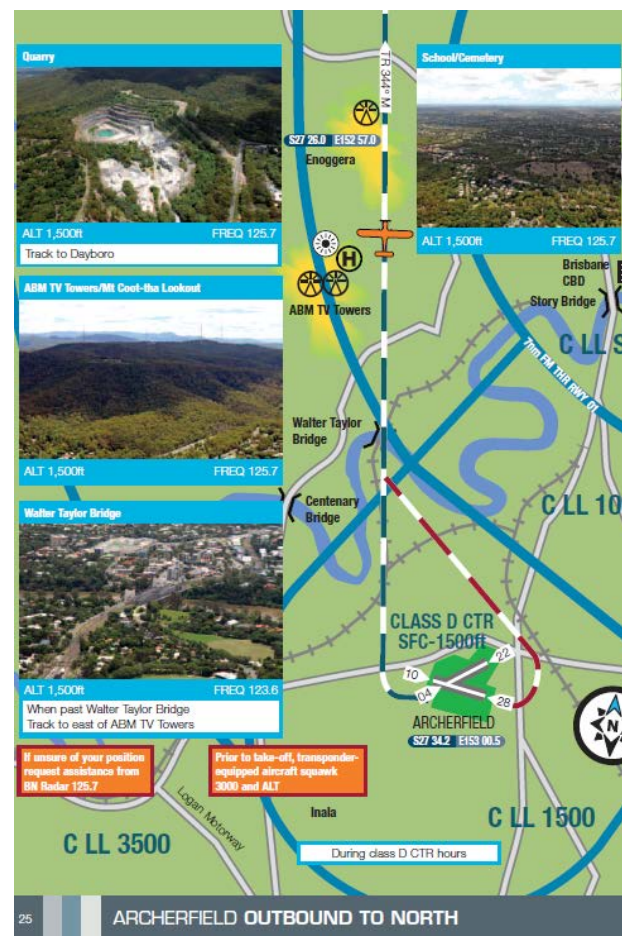 Quarry
ALT 1,500ft FREQ 125.7
Track to Dayboro
TR 344° M
School/Cemetery
ALT 1,500ft FREQ 125.7
S27 26.0 E152 57.0
Enoggera
H
ABM TV Towers
Brisbane
CBD
Story Bridge
C LL
7nm FM THR RWY 01
ABM TV Towers/Mt Coot-tha Lookout
ALT 1,500ft FREQ 125.7
Walter Taylor
Bridge
Centenary
Bridge
C LL 10
Walter Taylor Bridge
ALT 1,500ft FREQ 123.6
When past Walter Taylor Bridge
Track to east of ABM TV Towers
CLASS D CTR
SFC-1500ft
10
04
22
28
ARCHERFIELD
S27 34.2 E153 00.5
N
If unsure of your position
request assistance from
BN Radar 125.7
Prior to take-off, transponder-
equipped aircraft squawk
3000 and ALT
Logan Motorway
Inala
C LL 3500
C LL 1500
During class D CTR hours
25 ARCHERFIELD OUTBOUND TO NORTH